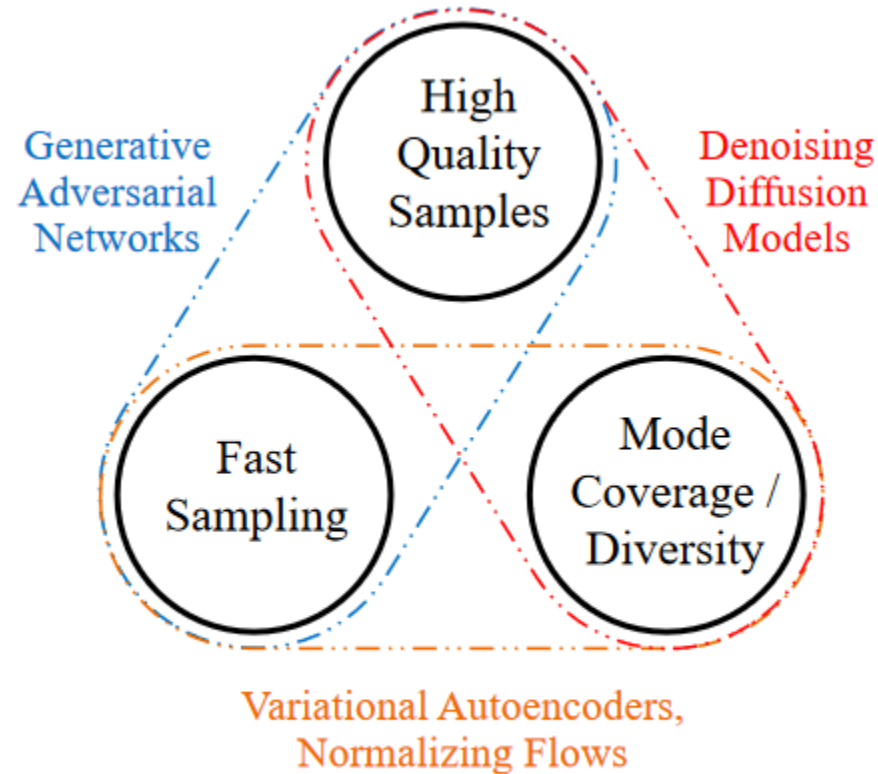 High
Quality
Samples
Generative
Adversarial
Networks
Denoising
Diffusion
Models
Fast
Sampling
Mode
Coverage /
Diversity
Variational Autoencoders,
Normalizing Flows